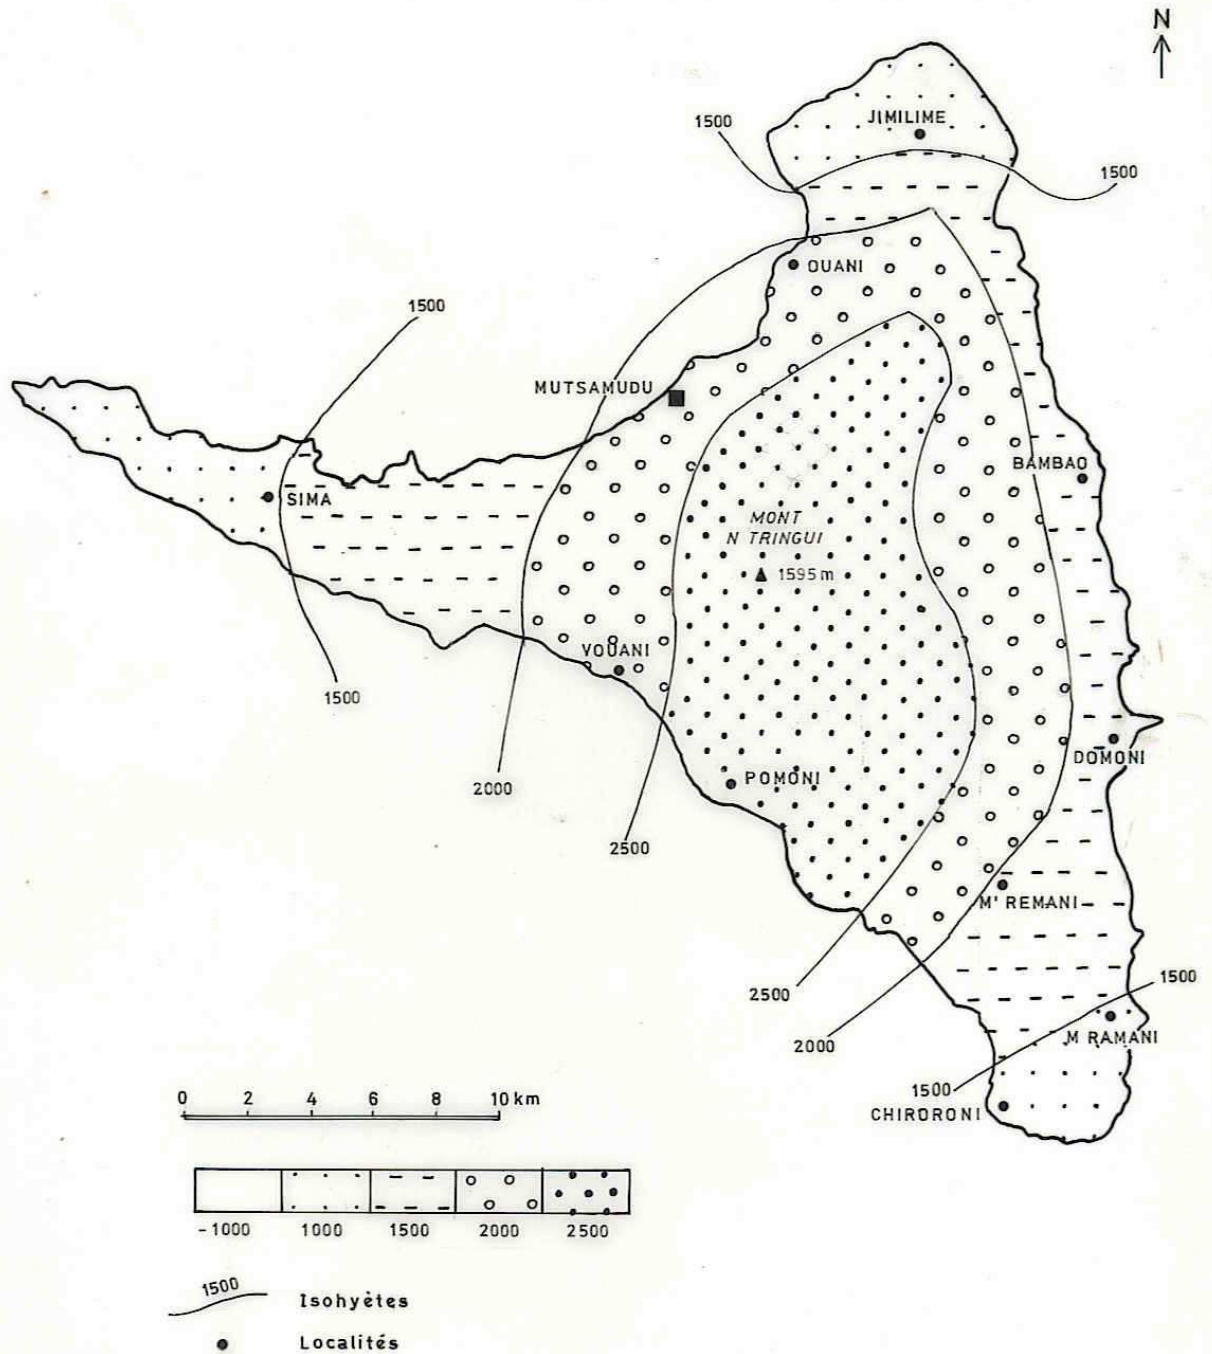 N
JIMILIME
1500
1500
OUANI
1500
MUTSAMUDU
BAMBAO
SIMA
MONT
N TRINGUI
1595 m
VOUANI
1500
DOMONI
POMONI
2000
2500
M' REMANI
1500
2500
M RAMANI
2000
1500
CHIRORONI
0 2 4 6 8 10 km
-1000 1000 1500 2000 2500
1500 Isohyètes
Localités